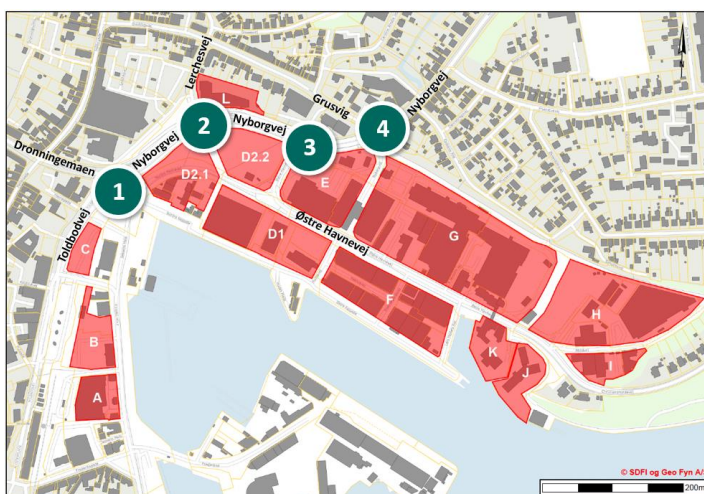 Lerchesvej
L
Grusvig
Nyborgvej
2
Nyborgvej
4
3
Nyborgvej
Dronningemaen
D2.2
D2.1
E
1
Toldbodvej
Østre Havnevej
C
D1
G
F
H
B
K
I
J
A
N
© SDFI og Geo Fyn A/S
200m